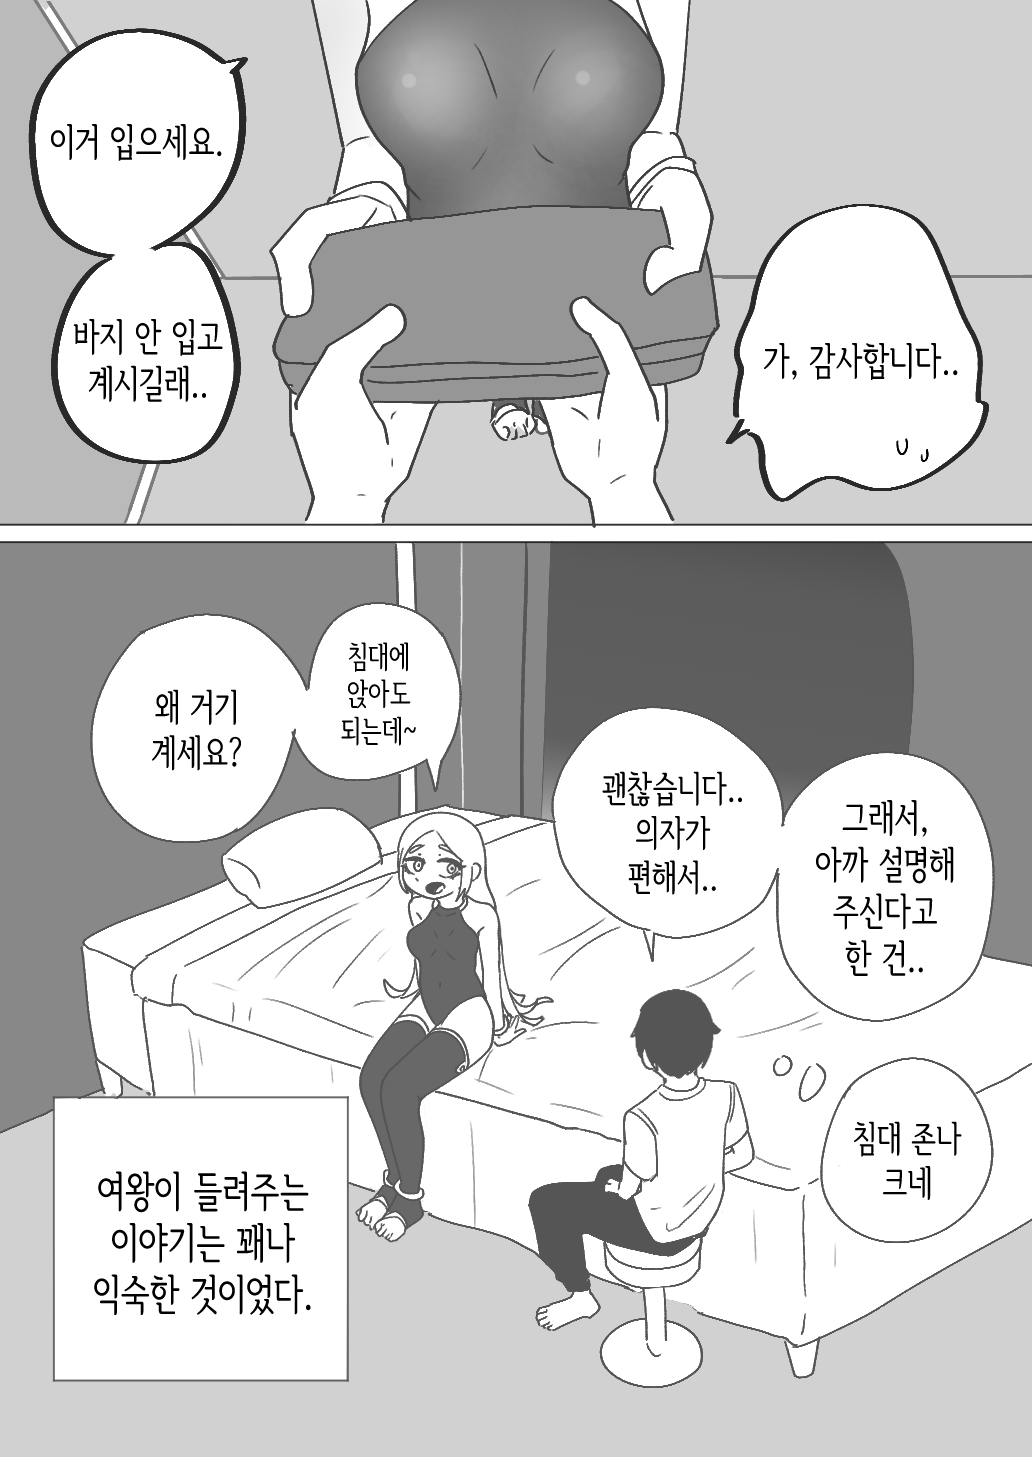 이거 입으세요.
바지 안 입고
계시길래..
가, 감사합니다..
왜 거기
계세요?
침대에
앉아도
되는데~
괜찮습니다..
의자가
편해서..
그래서,
아까 설명해
주신다고
한 건..
침대 존나
크네
여왕이 들려주는
이야기는 꽤나
익숙한 것이었다.